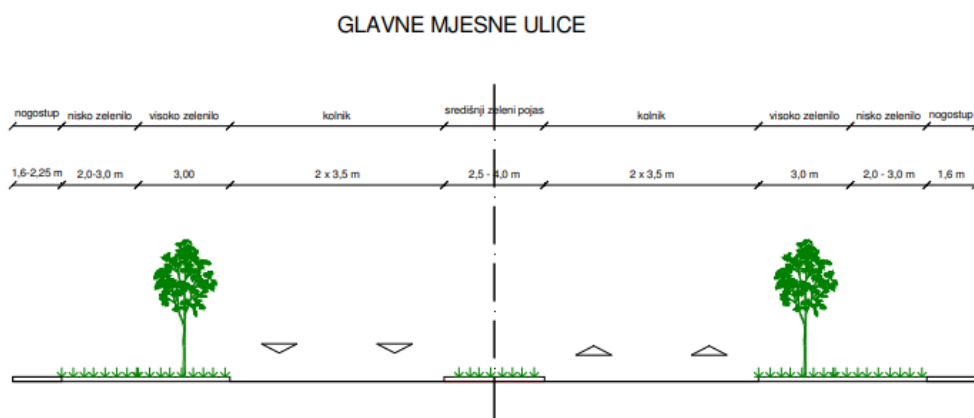 GLAVNE MJESNE ULICE
nogostup nisko zelenilo visoko zelenilo kolnik središnji zeleni pojas kolnik visoko zelenilo nisko zelenilo nogostup
1,6-2,25 m 2,0-3,0 m 3,00 2 x 3,5 m 2,5 - 4,0 m 2 x 3,5 m 3,0 m 2,0 - 3,0 m 1,6 m